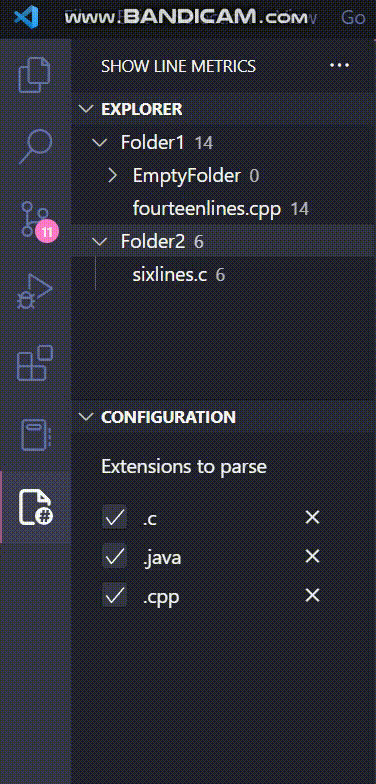 www.BANDICAM.com
Go
SHOW LINE METRICS
EXPLORER
Folder1 14
EmptyFolder 0
fourteenlines.cpp 14
Folder2 6
sixlines.c 6
11
CONFIGURATION
Extensions to parse
.c
.java
.cpp
#